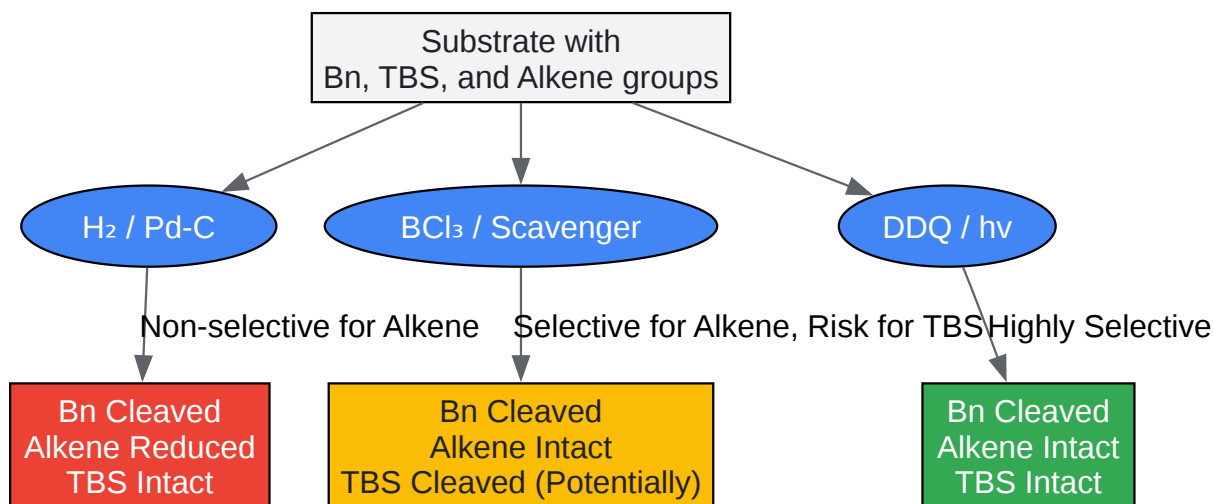 Substrate with
Bn, TBS, and Alkene groups
H₂ / Pd-C
BCl₃ / Scavenger
DDQ / hv
Non-selective for Alkene
Selective for Alkene, Risk for TBS
Highly Selective
Bn Cleaved
Alkene Reduced
TBS Intact
Bn Cleaved
Alkene Intact
TBS Cleaved (Potentially)
Bn Cleaved
Alkene Intact
TBS Intact